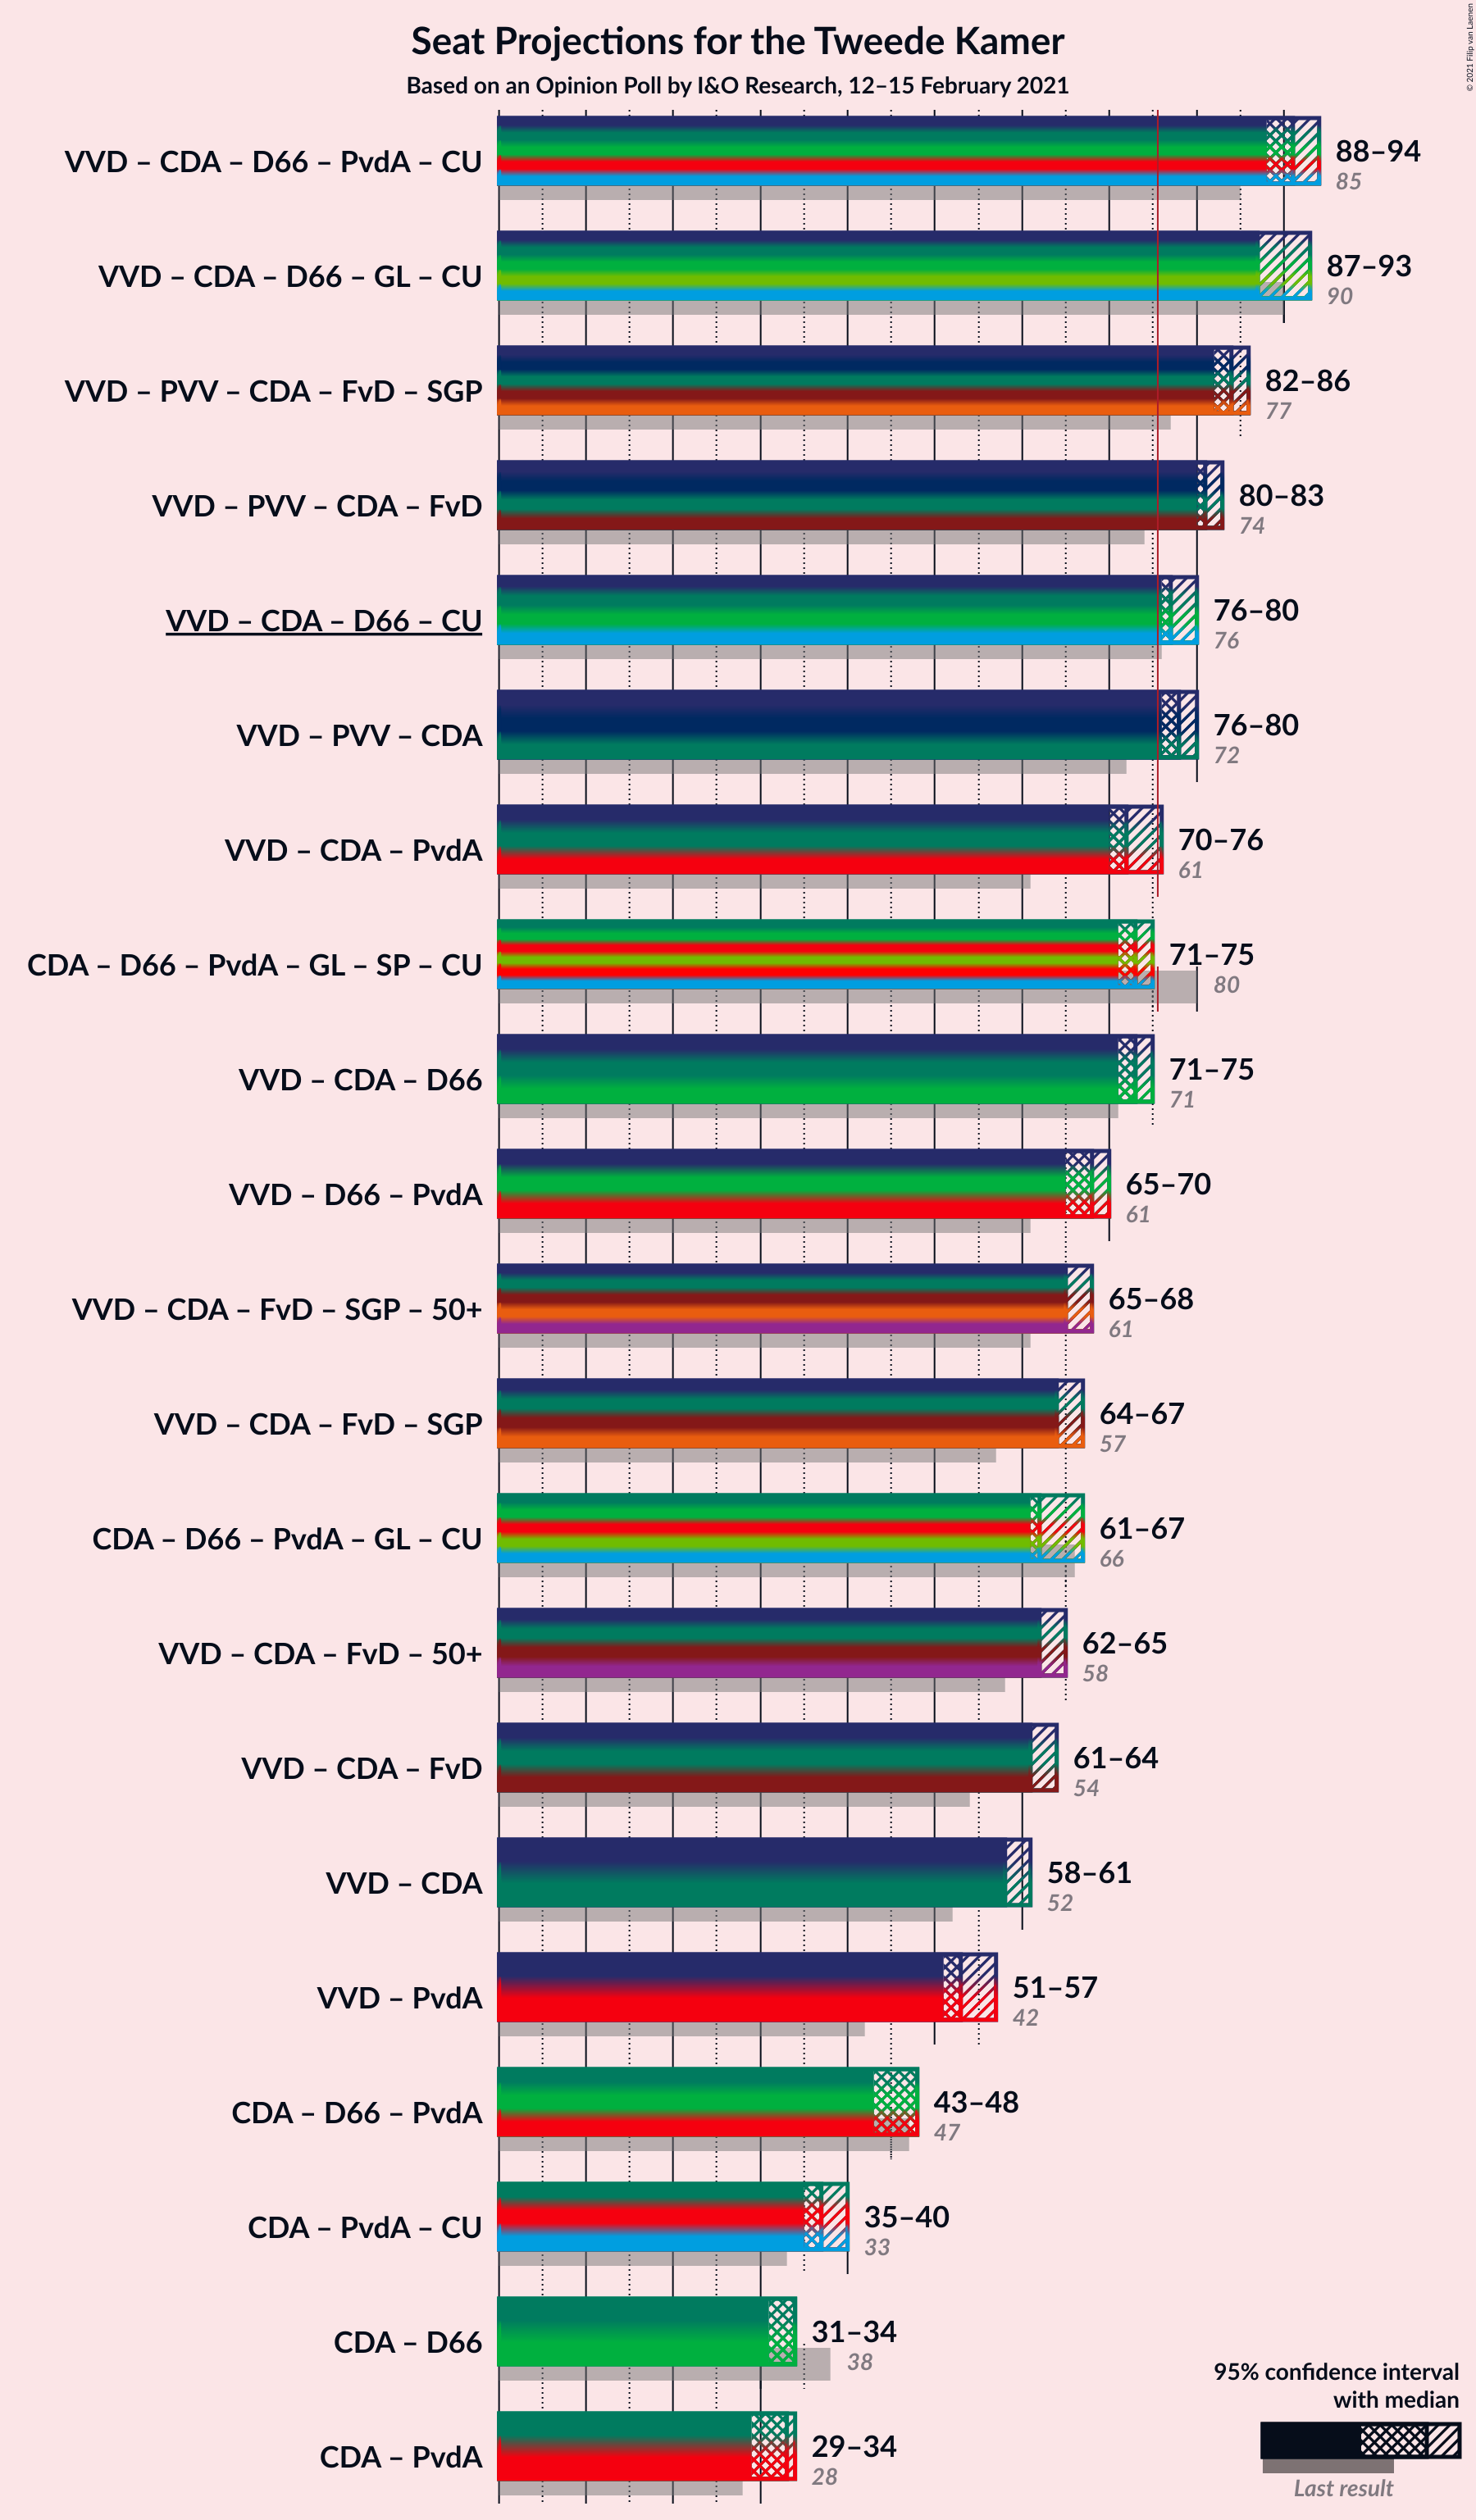 Seat Projections for the Tweede Kamer
Based on an Opinion Poll by I&O Research, 12–15 February 2021
© 2021 Filip van Laenen
VVD – CDA – D66 – PvdA – CU
88–94
85
VVD – CDA – D66 – GL – CU
87–93
90
VVD – PVV – CDA – FvD – SGP
82–86
77
VVD – PVV – CDA – FvD
80–83
74
VVD – CDA – D66 – CU
76–80
76
VVD – PVV – CDA
76–80
72
VVD – CDA – PvdA
70–76
61
CDA – D66 – PvdA – GL – SP – CU
71–75
80
VVD – CDA – D66
71–75
71
VVD – D66 – PvdA
65–70
61
VVD – CDA – FvD – SGP – 50+
65–68
61
VVD – CDA – FvD – SGP
64–67
57
CDA – D66 – PvdA – GL – CU
61–67
66
VVD – CDA – FvD – 50+
62–65
58
VVD – CDA – FvD
61–64
54
VVD – CDA
58–61
52
VVD – PvdA
51–57
42
CDA – D66 – PvdA
43–48
47
CDA – PvdA – CU
35–40
33
CDA – D66
31–34
38
CDA – PvdA
29–34
28
95% confidence interval
with median
Last result